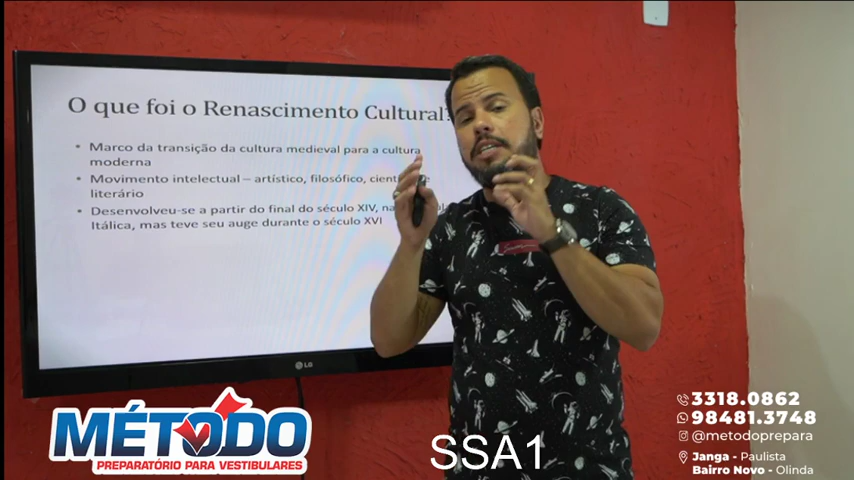 O que foi o Renascimento Cultural?
• Marco da transição da cultura medieval para a cultura
moderna
• Movimento intelectual – artístico, filosófico, e
literário
• Desenvolveu-se a partir do final do século XIV,
Itálica, mas teve seu auge durante o século XVI
LG
MÉTODO
PREPARATÓRIO PARA VESTIBULARES
SSA1
3318.0862
98481.3748
@metodoprepara
Janga - Paulista
Bairro Novo - Olinda